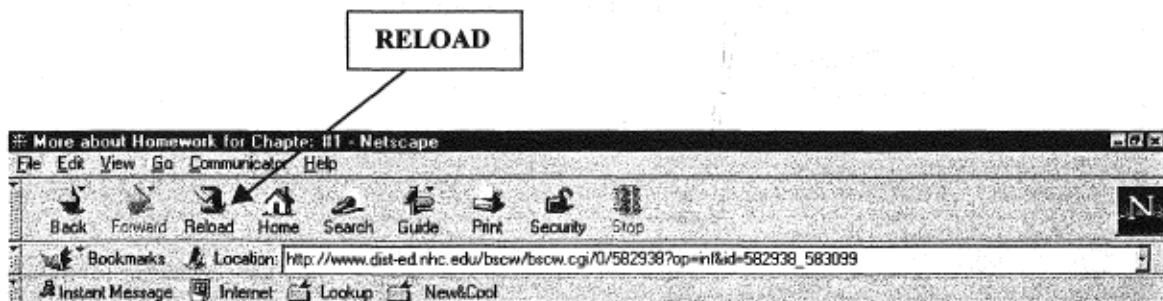 RELOAD
More about Homework for Chapter #1 - Netscape
File Edit View Go Communicator Help
Back Forward Reload Home Search Guide Print Security Stop
N
Bookmarks Location: http://www.dist-ed.nhc.edu/bscw/bscw.cgi/0/582938?op=inf&id=582938_583099
Instant Message Internet Lookup New&Cool